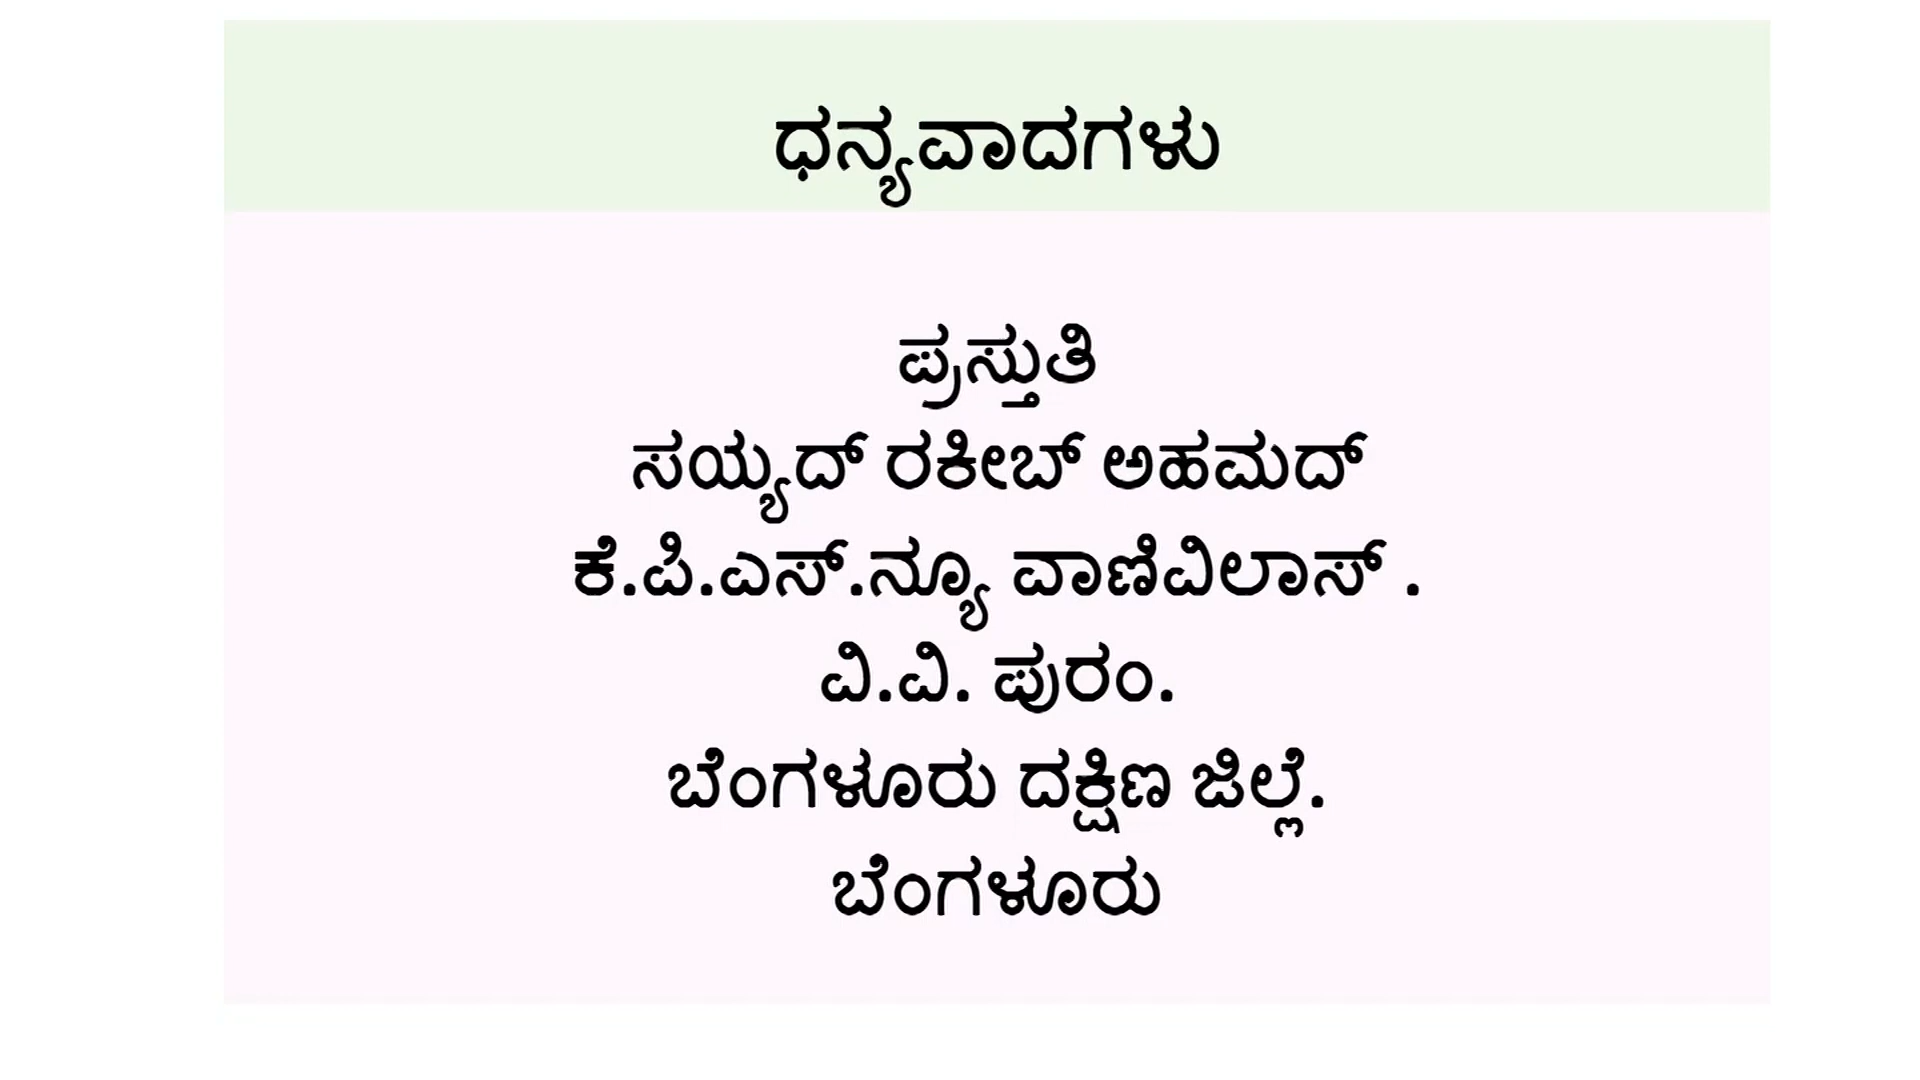 ಧನ್ಯವಾದಗಳು
ಪ್ರಸ್ತುತಿ
ಸಯ್ಯದ್ ರಕೀಬ್ ಅಹಮದ್
ಕೆ.ಪಿ.ಎಸ್.ನ್ಯೂ ವಾಣಿವಿಲಾಸ್ .
ವಿ.ವಿ. ಪುರಂ.
ಬೆಂಗಳೂರು ದಕ್ಷಿಣ ಜಿಲ್ಲೆ.
ಬೆಂಗಳೂರು